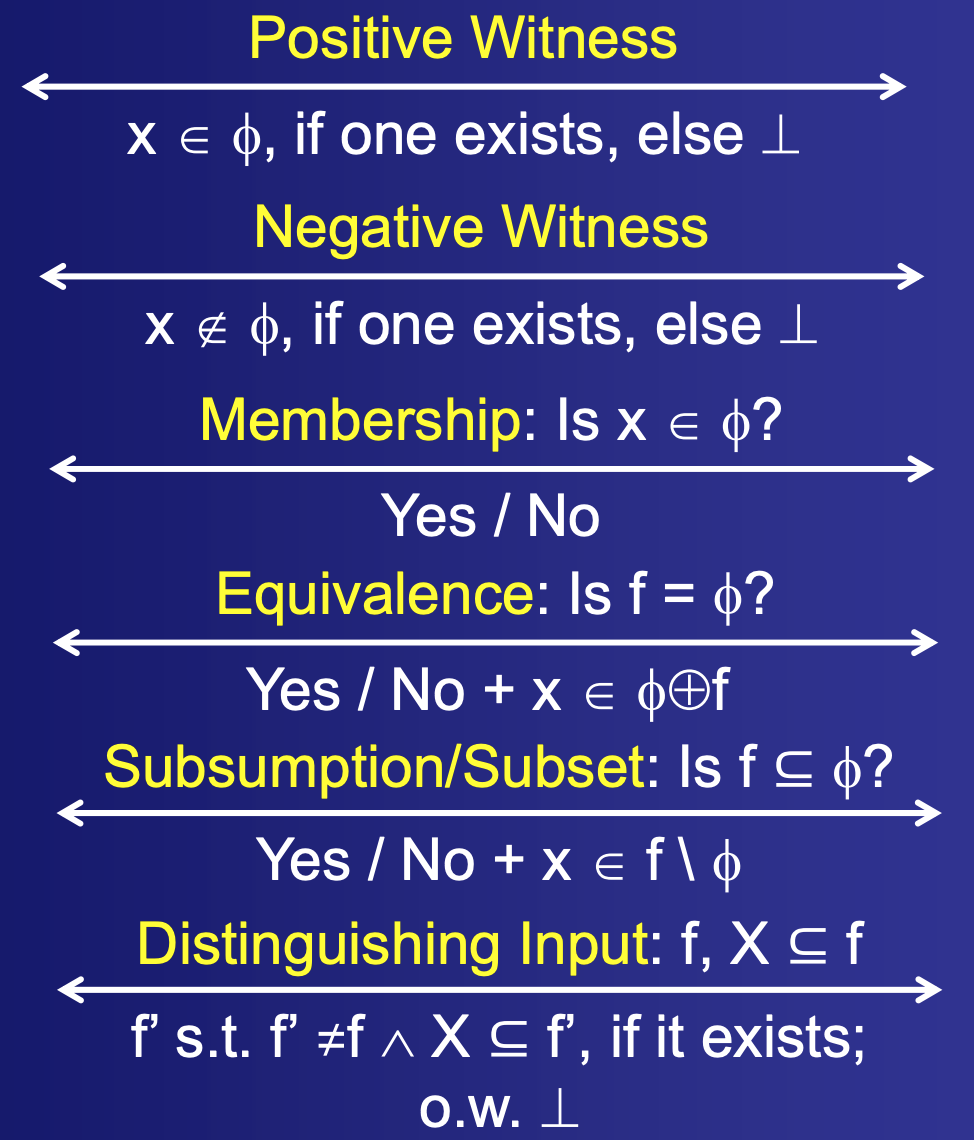 Positive Witness
x ∈ ϕ, if one exists, else ⊥
Negative Witness
x ∉ ϕ, if one exists, else ⊥
Membership: Is x ∈ ϕ?
Yes / No
Equivalence: Is f = ϕ?
Yes / No + x ∈ ϕ⊕f
Subsumption/Subset: Is f ⊆ ϕ?
Yes / No + x ∈ f \ ϕ
Distinguishing Input: f, X ⊆ f
f’ s.t. f’ ≠f ∧ X ⊆ f’, if it exists;
o.w. ⊥